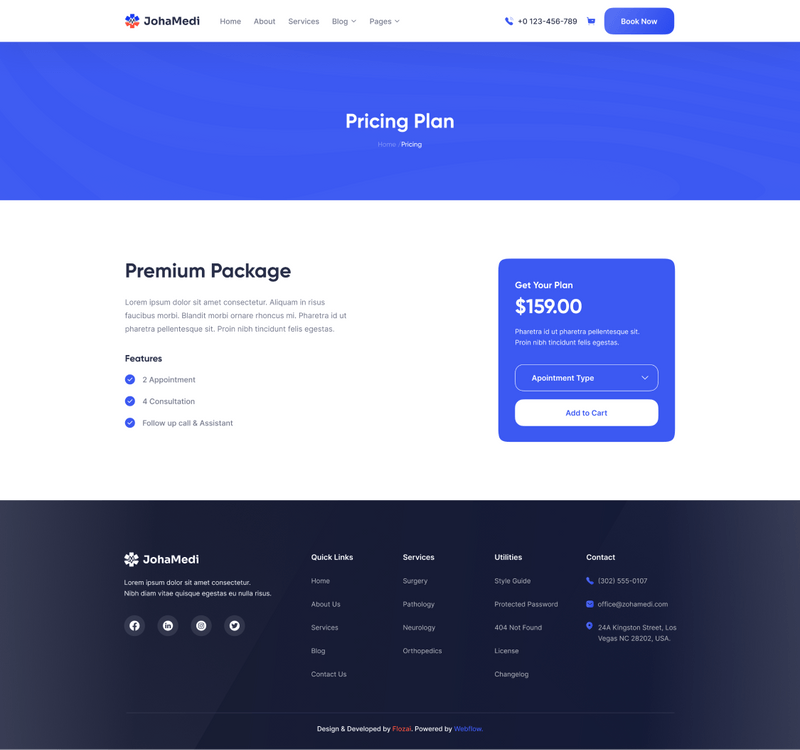 JohaMedi
Home About Services Blog Pages
+0 123-456-789
Book Now
Pricing Plan
Home / Pricing
Premium Package
Lorem ipsum dolor sit amet consectetur. Aliquam in risus
faucibus morbi. Blandit morbi ornare rhoncus mi. Pharetra id ut
pharetra pellentesque sit. Proin nibh tincidunt felis egestas.
Features
2 Appointment
4 Consultation
Follow up call & Assistant
Get Your Plan
$159.00
Pharetra id ut pharetra pellentesque sit.
Proin nibh tincidunt felis egestas.
Apointment Type
Add to Cart
JohaMedi
Lorem ipsum dolor sit amet consectetur.
Nibh diam vitae quisque egestas eu nulla risus.
Quick Links
Home
About Us
Services
Blog
Contact Us
Services
Surgery
Pathology
Neurology
Orthopedics
Utilities
Style Guide
Protected Password
404 Not Found
License
Changelog
Contact
(302) 555-0107
office@zohamedi.com
24A Kingston Street, Los
Vegas NC 28202, USA.
Design & Developed by Flozai. Powered by Webflow.